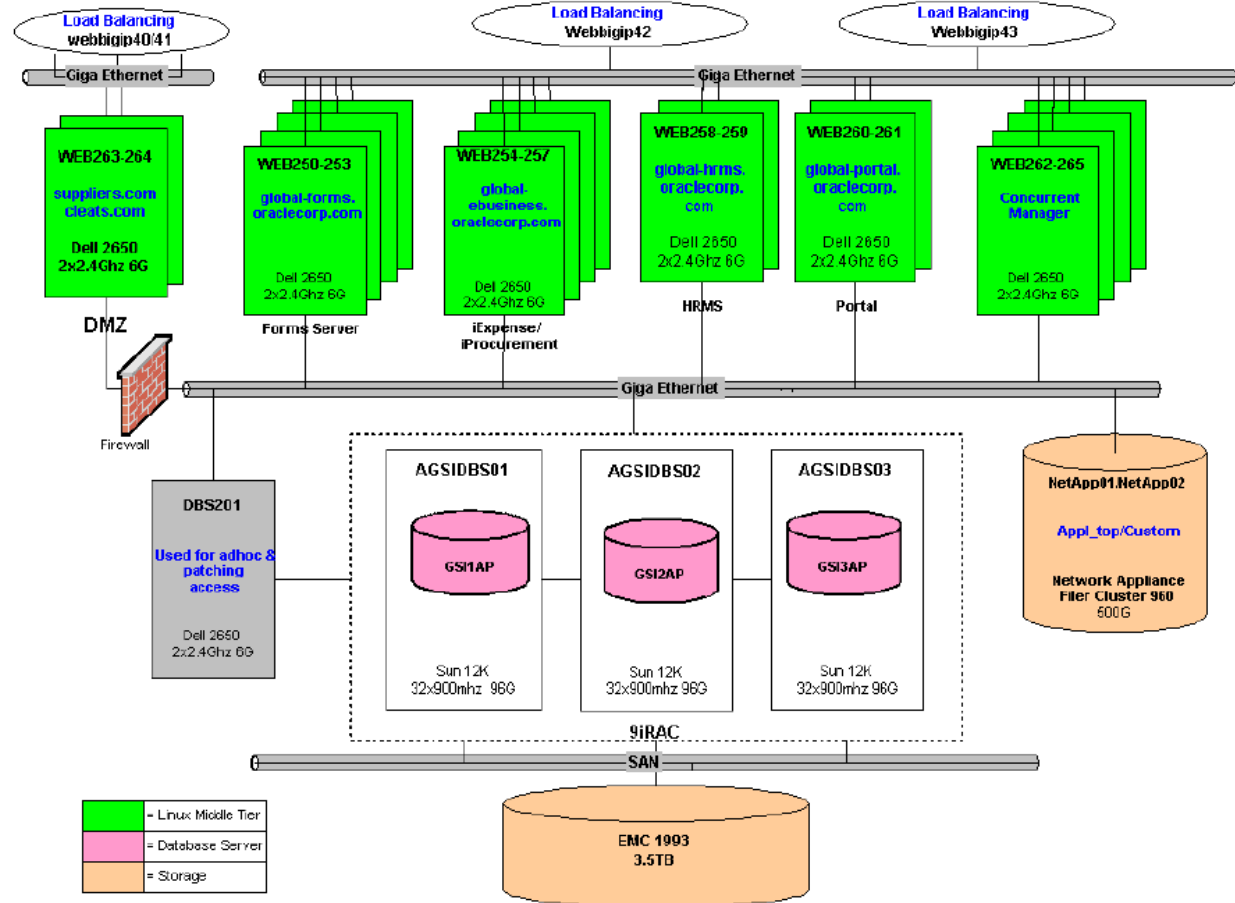 Load Balancing
webbigip40/41
Load Balancing
Webbigip42
Load Balancing
Webbigip43
Giga Ethernet
Giga Ethernet
WEB263-264
suppliers.com
cleats.com
Dell 2650
2x2.4Ghz 6G
WEB250-253
global-forms.
oraclecorp.com
Dell 2650
2x2.4Ghz 6G
WEB254-257
global-
ebusiness.
oraclecorp.com
Dell 2650
2x2.4Ghz 6G
WEB258-259
global-hrms.
oraclecorp.
com
Dell 2650
2x2.4Ghz 6G
WEB260-261
global-portal.
oraclecorp.
com
Dell 2650
2x2.4Ghz 6G
WEB262-265
Concurrent
Manager
Dell 2650
2x2.4Ghz 6G
DMZ
Forms Server
iExpense/
iProcurement
HRMS
Portal
Giga Ethernet
Firewall
DBS201
Used for adhoc &
patching
access
Dell 2650
2x2.4Ghz 6G
AGSIDBS01
GSI1AP
Sun 12K
32x900mhz 96G
AGSIDBS02
GSI2AP
Sun 12K
32x900mhz 96G
AGSIDBS03
GSI3AP
Sun 12K
32x900mhz 96G
9iRAC
NetApp01.NetApp02
Appl_top/Custom
Network Appliance
Filer Cluster 960
500G
SAN
EMC 1993
3.5TB
= Linux Middle Tier
= Database Server
= Storage